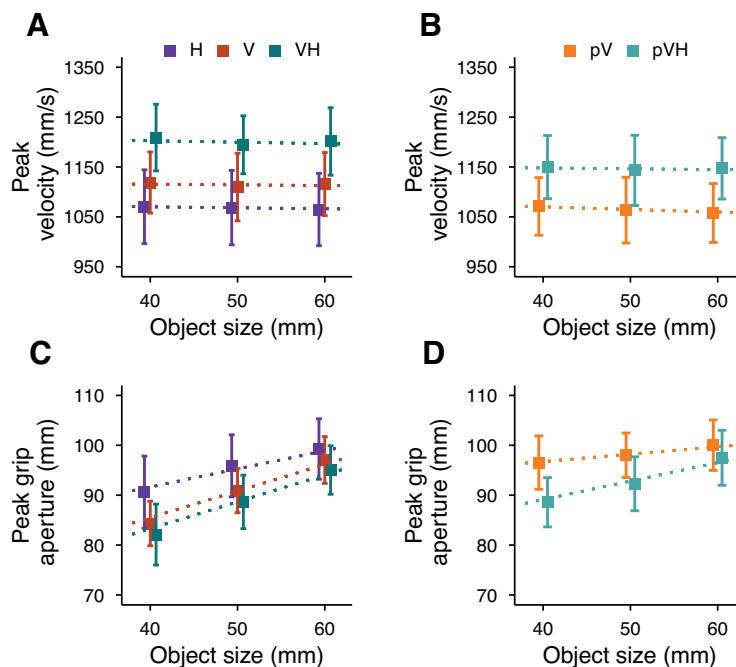 A
H V VH
1350
1250
1150
1050
950
Peak
velocity (mm/s)
40 50 60
Object size (mm)
B
pV pVH
1350
1250
1150
1050
950
Peak
velocity (mm/s)
40 50 60
Object size (mm)
C
110
100
90
80
70
Peak grip
aperture (mm)
40 50 60
Object size (mm)
D
110
100
90
80
70
Peak grip
aperture (mm)
40 50 60
Object size (mm)